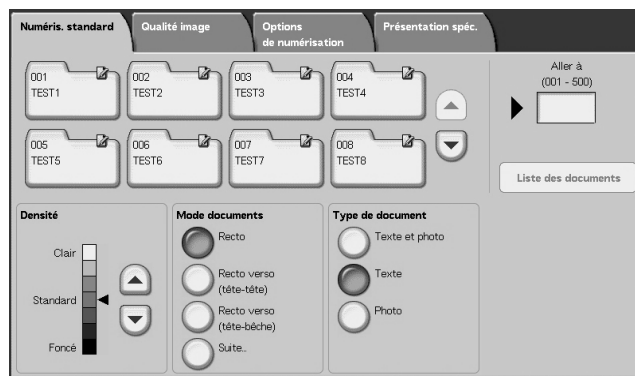 Numéris. standard
Qualité image
Options
de numérisation
Présentation spéc.
001
TEST1
002
TEST2
003
TEST3
004
TEST4
Aller à
(001 - 500)
005
TEST5
006
TEST6
007
TEST7
008
TEST8
Liste des documents
Densité
Clair
Standard
Foncé
Mode documents
Recto
Recto verso
(tête-tête)
Recto verso
(tête-bêche)
Suite..
Type de document
Texte et photo
Texte
Photo